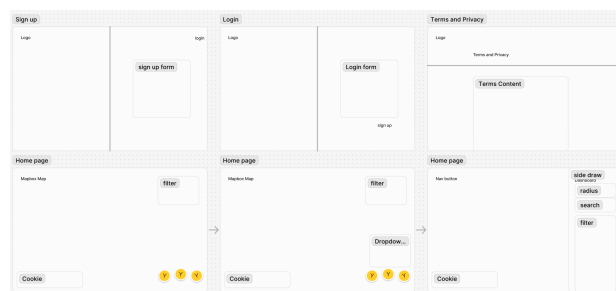 Sign up
Logo
login
sign up form
Login
Logo
Login form
sign up
Terms and Privacy
Logo
Terms and Privacy
Terms Content
Home page
Mapbox Map
filter
Cookie
Y Y Y
Home page
Mapbox Map
filter
Dropdow...
Cookie
Y Y Y
Home page
Nav button
side draw
Dashboard
radius
search
filter
Cookie